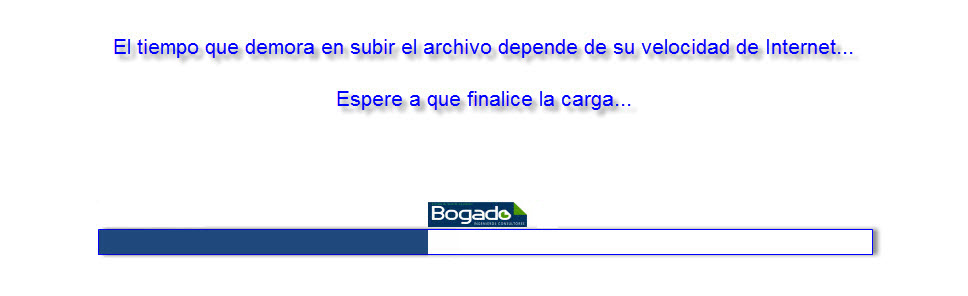 El tiempo que demora en subir el archivo depende de su velocidad de Internet...
Espere a que finalice la carga...
Bogado
INGENIEROS CONSULTORES